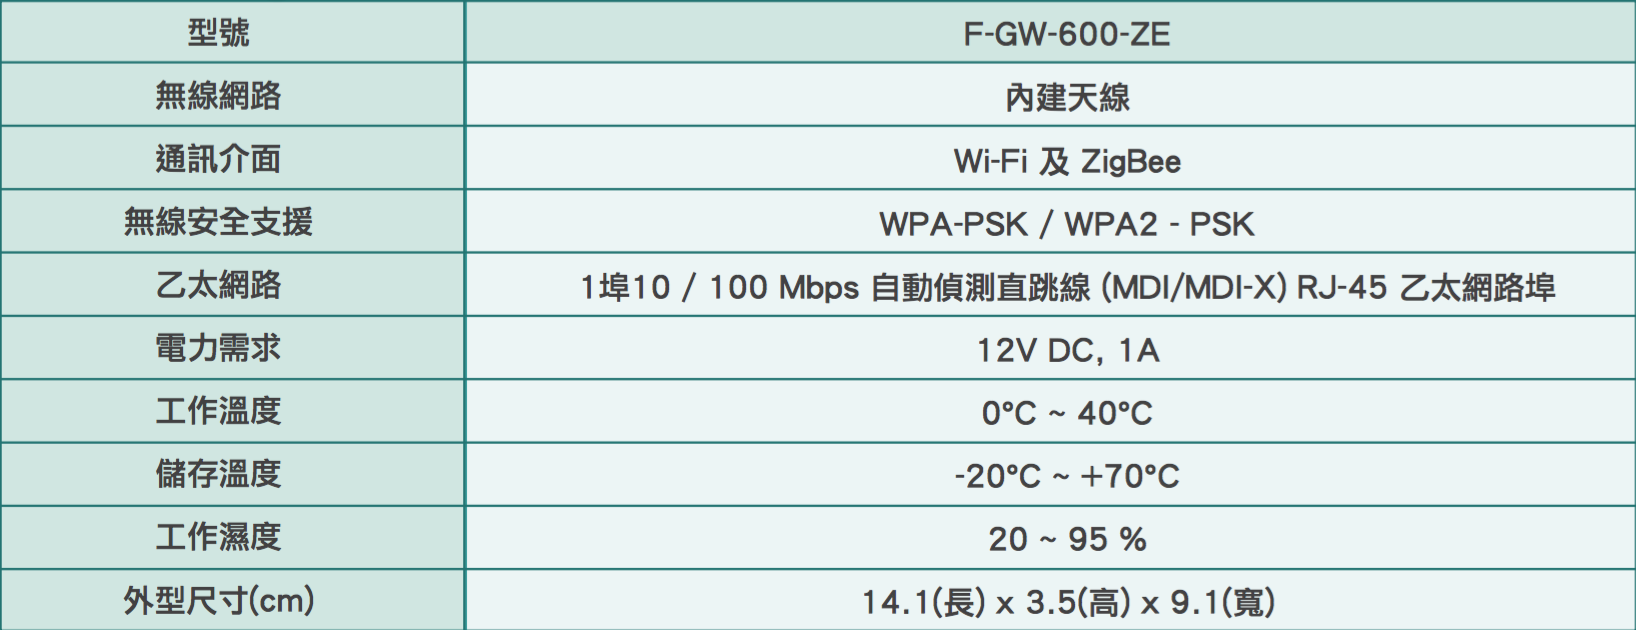 型號 F-GW-600-ZE
無線網路 內建天線
通訊介面 Wi-Fi 及 ZigBee
無線安全支援 WPA-PSK / WPA2 - PSK
乙太網路 1埠10 / 100 Mbps 自動偵測直跳線 (MDI/MDI-X) RJ-45 乙太網路埠
電力需求 12V DC, 1A
工作溫度 0°C ~ 40°C
儲存溫度 -20°C ~ +70°C
工作濕度 20 ~ 95 %
外型尺寸(cm) 14.1(長) x 3.5(高) x 9.1(寬)